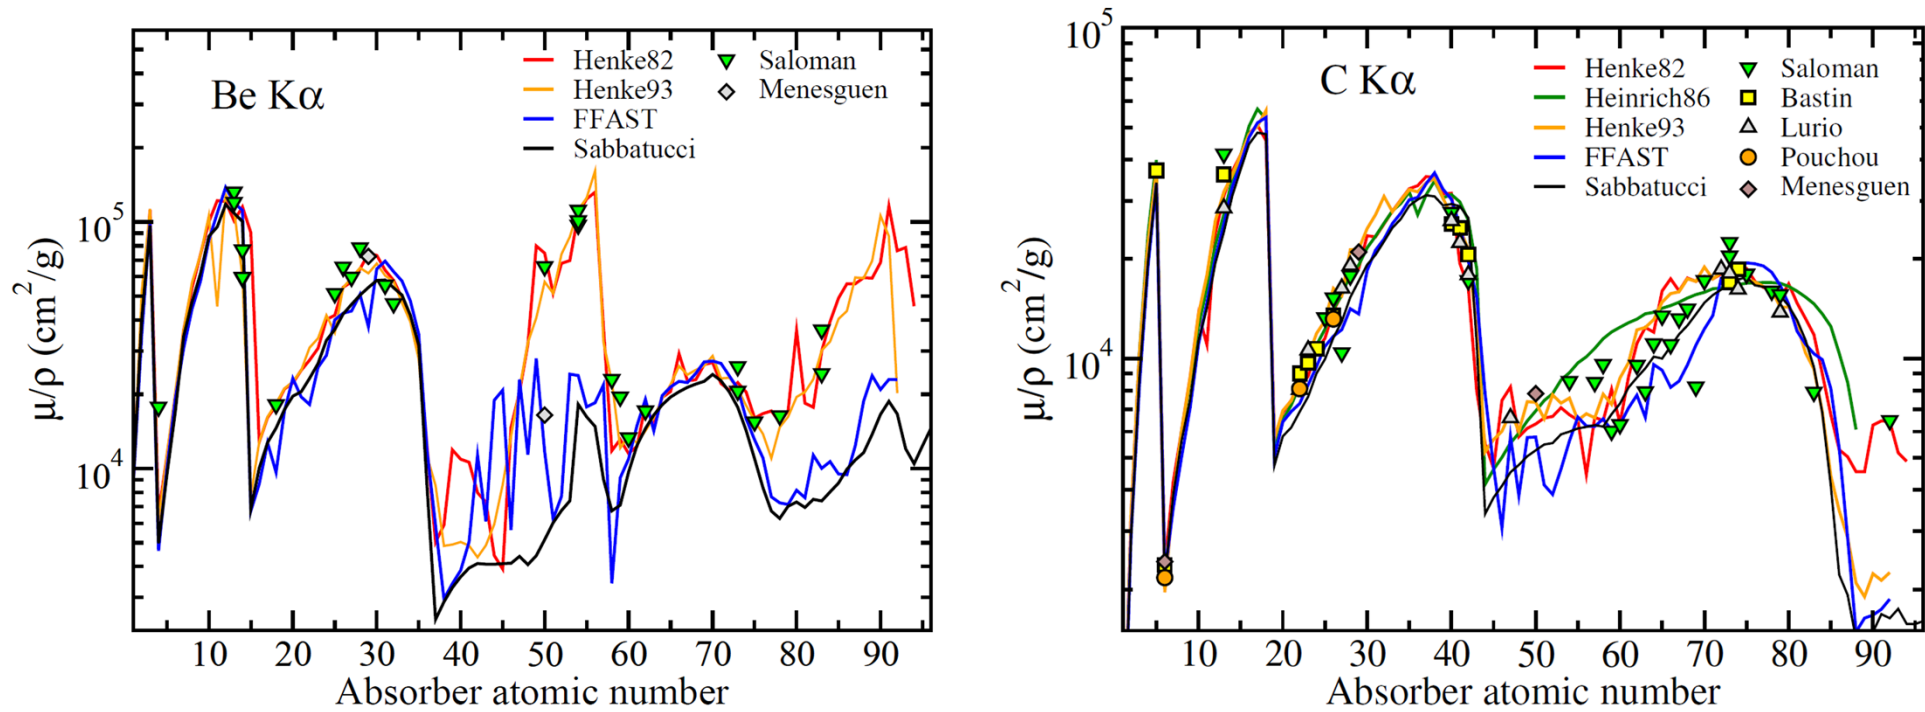 Be Kα
Henke82
Henke93
FFAST
Sabbatucci
Saloman
Menesguen
10^5
10^4
μ/ρ (cm^2/g)
10 20 30 40 50 60 70 80 90
Absorber atomic number
C Kα
Henke82
Heinrich86
Henke93
FFAST
Sabbatucci
Saloman
Bastin
Lurio
Pouchou
Menesguen
10^5
10^4
μ/ρ (cm^2/g)
10 20 30 40 50 60 70 80 90
Absorber atomic number